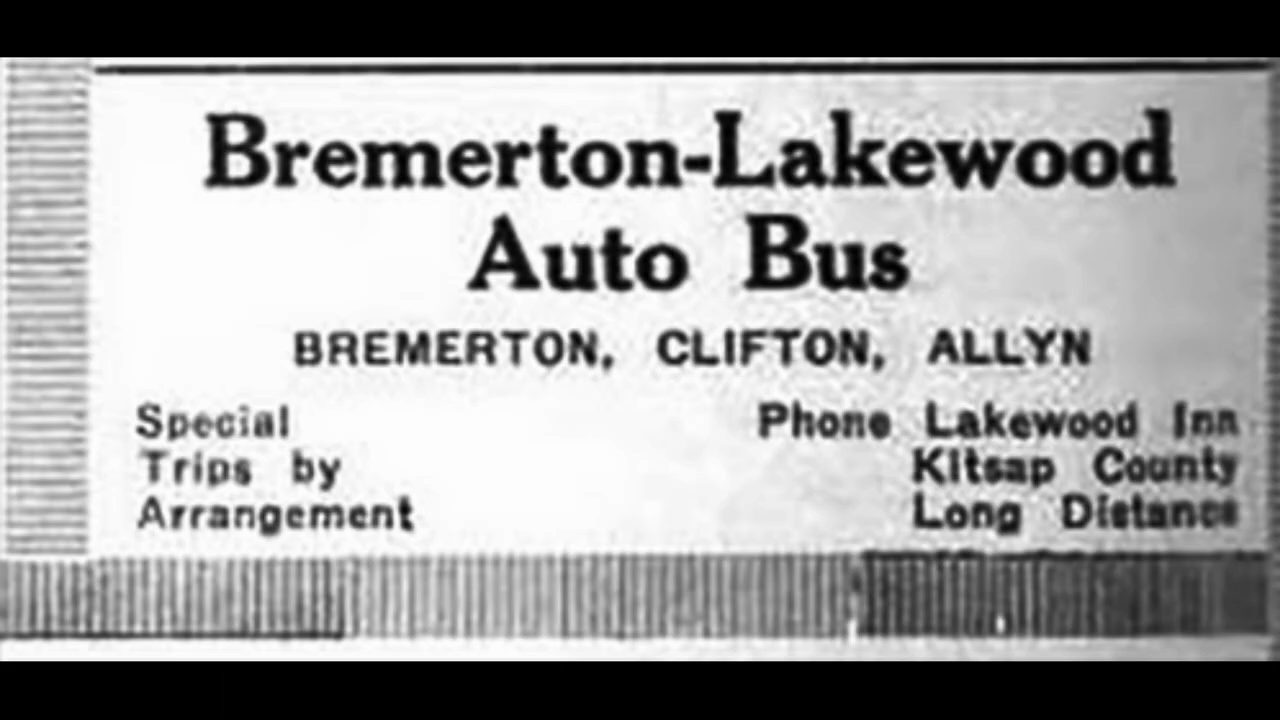 Bremerton-Lakewood
Auto Bus
BREMERTON, CLIFTON, ALLYN
Special
Trips by
Arrangement
Phone Lakewood Inn
Kitsap County
Long Distance